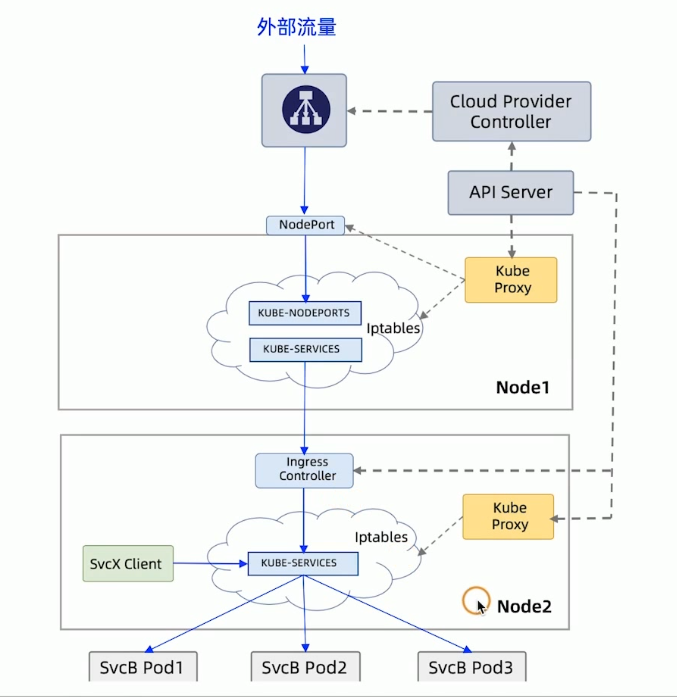 外部流量
Cloud Provider
Controller
API Server
NodePort
Kube
Proxy
KUBE-NODEPORTS
Iptables
KUBE-SERVICES
Node1
Ingress
Controller
Kube
Proxy
Iptables
SvcX Client
KUBE-SERVICES
Node2
SvcB Pod1
SvcB Pod2
SvcB Pod3